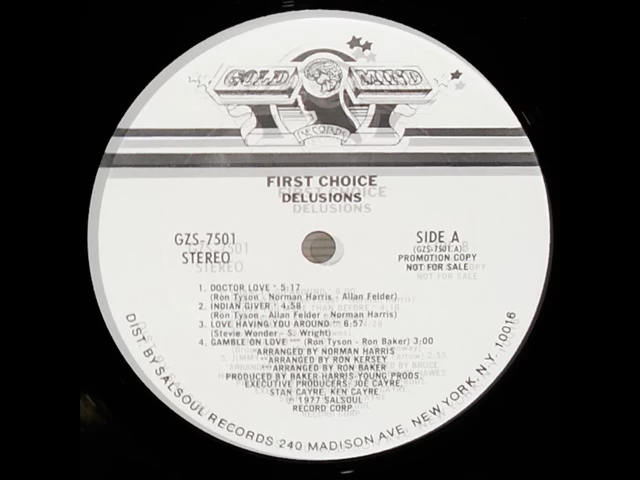 GOLD MIND
RECORDS
FIRST CHOICE
DELUSIONS
GZS-7501
STEREO
SIDE A
(GZS-7501 A)
PROMOTION COPY
NOT FOR SALE
1. DOCTOR LOVE * 5:17
(Ron Tyson - Norman Harris - Allan Felder)
2. INDIAN GIVER * 4:58
(Ron Tyson - Allan Felder - Norman Harris)
3. LOVE HAVING YOU AROUND ** 6:57
(Stevie Wonder - S. Wright)
4. GAMBLE ON LOVE *** (Ron Tyson - Ron Baker) 3:00
*ARRANGED BY NORMAN HARRIS
**ARRANGED BY RON KERSEY
***ARRANGED BY RON BAKER
PRODUCED BY BAKER-HARRIS-YOUNG PRODS.
EXECUTIVE PRODUCERS: JOE CAYRE,
STAN CAYRE, KEN CAYRE
© 1977 SALSOUL
RECORD CORP.
DIST. BY SALSOUL RECORDS 240 MADISON AVE. NEW YORK, N.Y. 10016